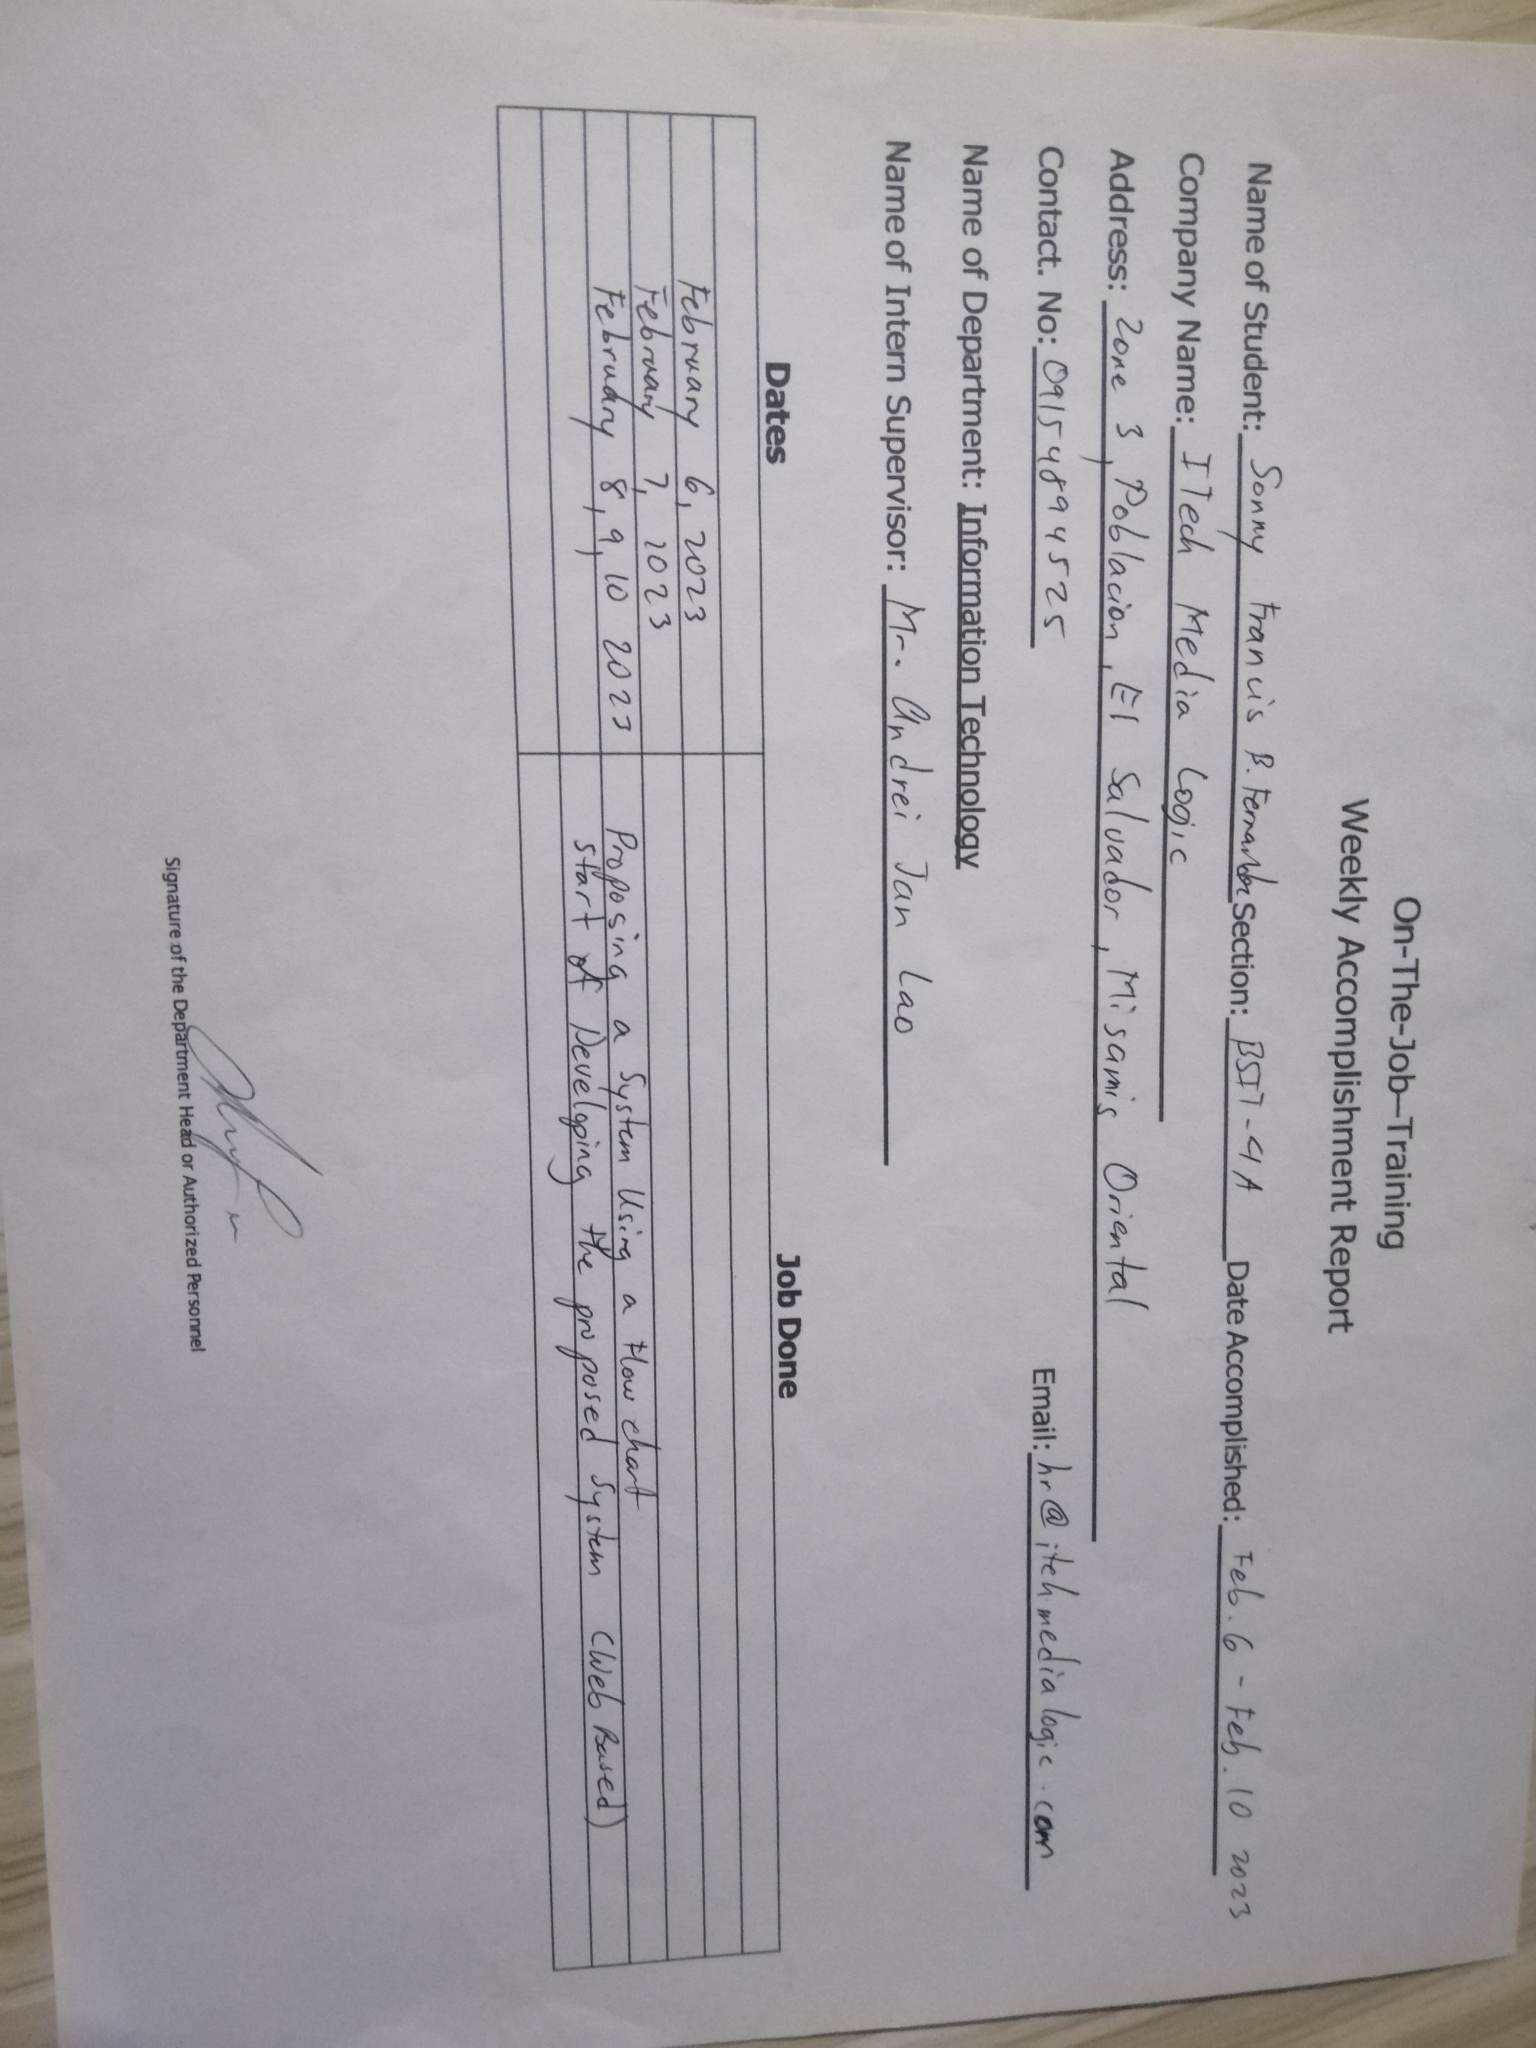 On-The-Job-Training
Weekly Accomplishment Report
Name of Student: Sonny Francis B. Fernandez Section: BSIT-4A Date Accomplished: Feb. 6 - Feb. 10 2023
Company Name: ITech Media Logic
Address: Zone 3, Poblacion, El Salvador, Misamis Oriental
Contact. No: 09154894525 Email: hr@itehmedialogic.com
Name of Department: Information Technology
Name of Intern Supervisor: Mr. Andrei Jan Lao
Dates Job Done
February 6, 2023
February 7, 2023 Proposing a System Using a Flow chart
February 8, 9, 10 2023 Start of Developing the proposed System (Web Based)
Signature of the Department Head or Authorized Personnel